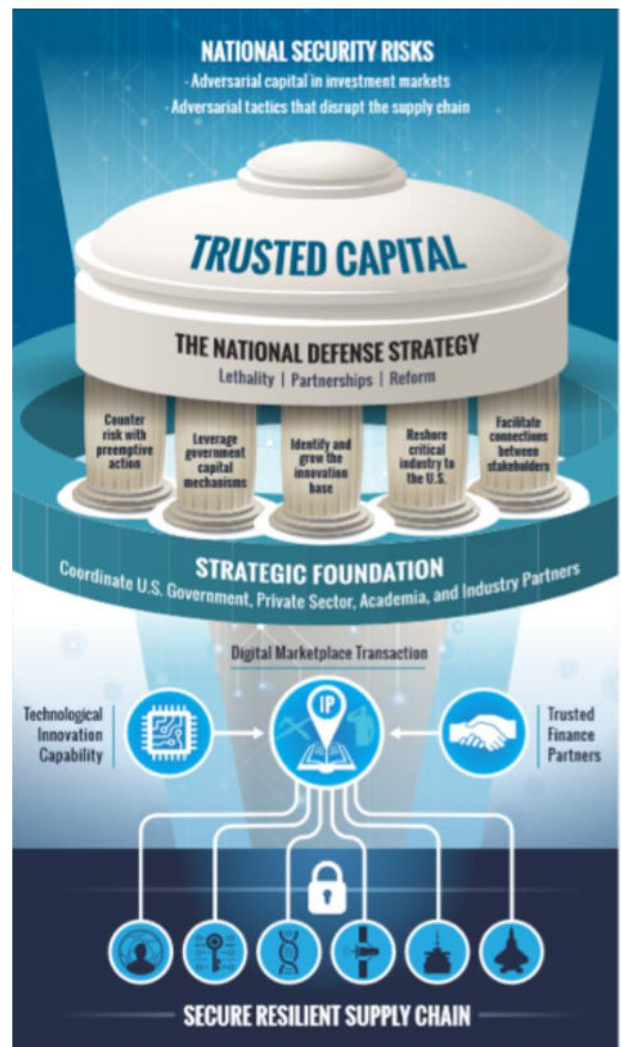 NATIONAL SECURITY RISKS
- Adversarial capital in investment markets
- Adversarial tactics that disrupt the supply chain
TRUSTED CAPITAL
THE NATIONAL DEFENSE STRATEGY
Lethality | Partnerships | Reform
Counter
risk with
preemptive
action
Leverage
government
capital
mechanisms
Identify and
grow the
innovation
base
Reshore
critical
industry to
the U.S.
Facilitate
connections
between
stakeholders
STRATEGIC FOUNDATION
Coordinate U.S. Government, Private Sector, Academia, and Industry Partners
Digital Marketplace Transaction
Technological
Innovation
Capability
IP
Trusted
Finance
Partners
SECURE RESILIENT SUPPLY CHAIN